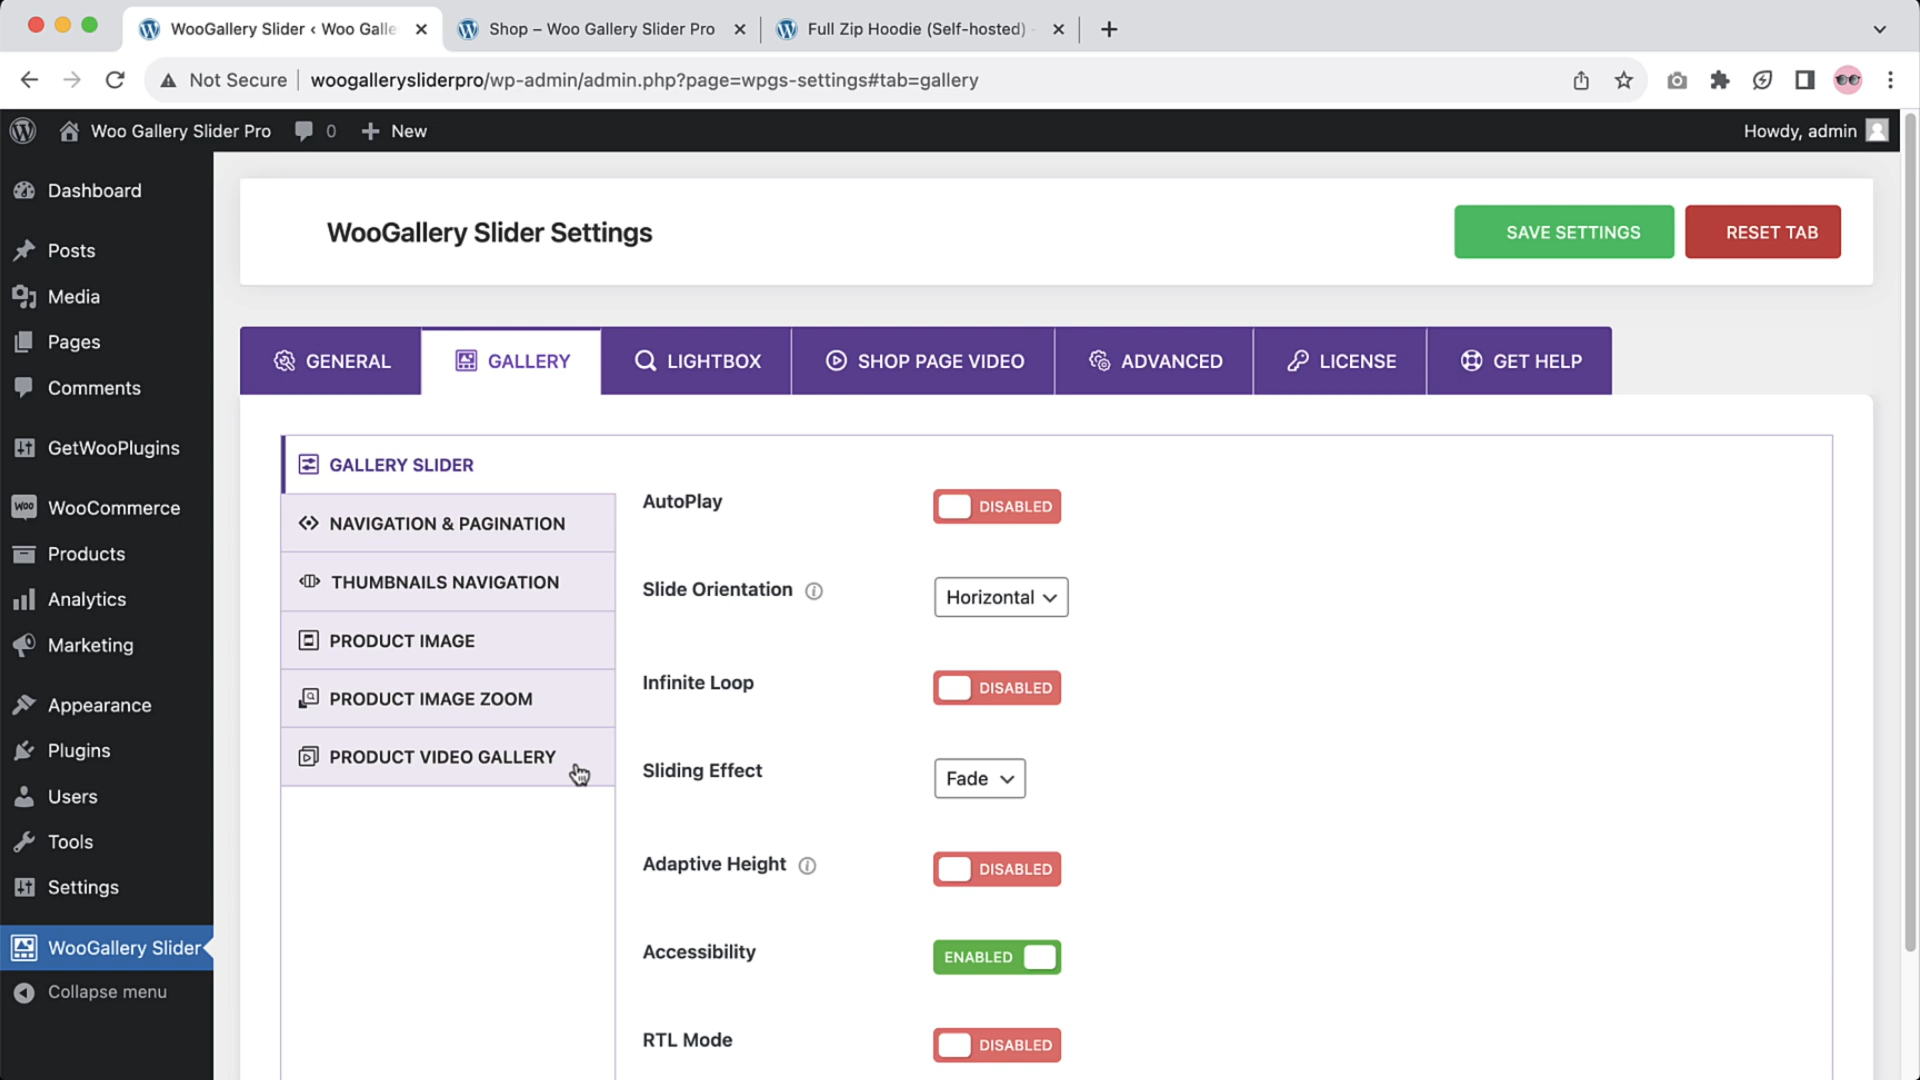 WooGallery Slider ‹ Woo Galle
Shop – Woo Gallery Slider Pro
Full Zip Hoodie (Self-hosted)
Not Secure woogallerysliderpro/wp-admin/admin.php?page=wpgs-settings#tab=gallery
Woo Gallery Slider Pro 0 New
Howdy, admin
Dashboard
Posts
Media
Pages
Comments
GetWooPlugins
WooCommerce
Products
Analytics
Marketing
Appearance
Plugins
Users
Tools
Settings
WooGallery Slider
Collapse menu
WooGallery Slider Settings
SAVE SETTINGS
RESET TAB
GENERAL
GALLERY
LIGHTBOX
SHOP PAGE VIDEO
ADVANCED
LICENSE
GET HELP
GALLERY SLIDER
NAVIGATION & PAGINATION
THUMBNAILS NAVIGATION
PRODUCT IMAGE
PRODUCT IMAGE ZOOM
PRODUCT VIDEO GALLERY
AutoPlay DISABLED
Slide Orientation Horizontal
Infinite Loop DISABLED
Sliding Effect Fade
Adaptive Height DISABLED
Accessibility ENABLED
RTL Mode DISABLED